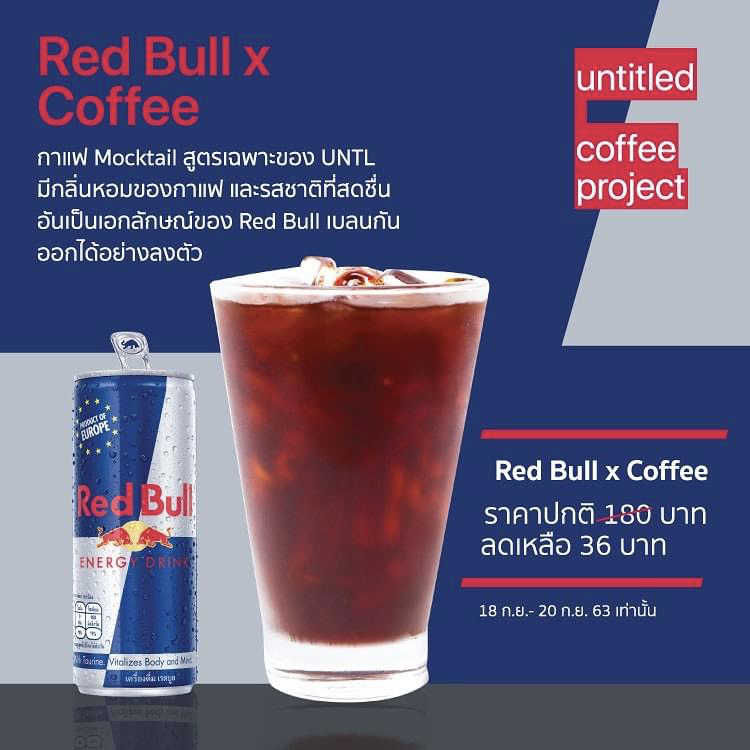 Red Bull x
Coffee
untitled
coffee
project
กาแฟ Mocktail สูตรเฉพาะของ UNTL
มีกลิ่นหอมของกาแฟ และรสชาติที่สดชื่น
อันเป็นเอกลักษณ์ของ Red Bull เบลนกัน
ออกได้อย่างลงตัว
PRODUCT OF
EUROPE
Red Bull
ENERGY DRINK
Taurine. Vitalizes Body and Mind.
เครื่องดื่ม เรดบูล
Red Bull x Coffee
ราคาปกติ 180 บาท
ลดเหลือ 36 บาท
18 ก.ย.- 20 ก.ย. 63 เท่านั้น